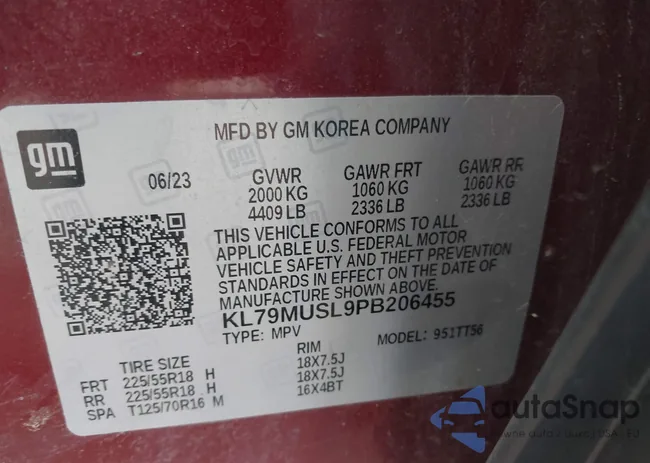 gm
MFD BY GM KOREA COMPANY
06/23 GVWR GAWR FRT GAWR RR
2000 KG 1060 KG 1060 KG
4409 LB 2336 LB 2336 LB
THIS VEHICLE CONFORMS TO ALL
APPLICABLE U.S. FEDERAL MOTOR
VEHICLE SAFETY AND THEFT PREVENTION
STANDARDS IN EFFECT ON THE DATE OF
MANUFACTURE SHOWN ABOVE.
KL79MUSL9PB206455
TYPE: MPV MODEL: 951TT56
TIRE SIZE RIM
FRT 225/55R18 H 18X7.5J
RR 225/55R18 H 18X7.5J
SPA T125/70R16 M 16X4BT
autaSnap